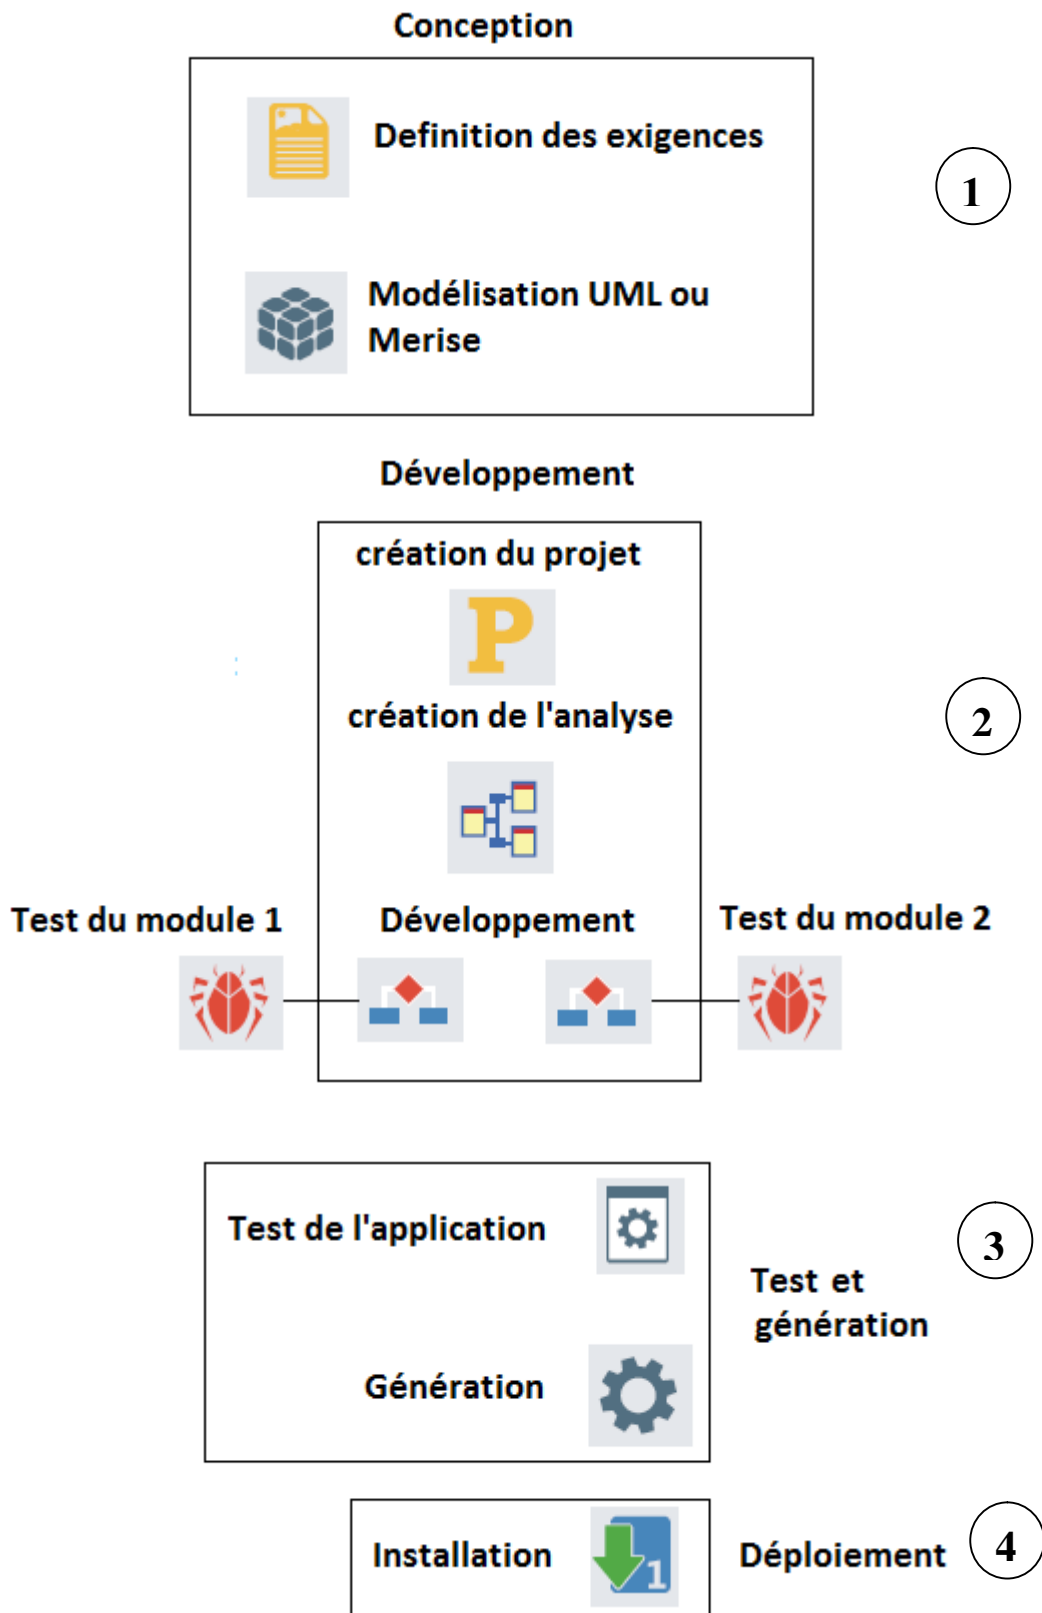 Conception
Definition des exigences
1
Modélisation UML ou
Merise
Développement
création du projet
P
création de l'analyse
2
Test du module 1
Développement
Test du module 2
Test de l'application
3
Test et
génération
Génération
Installation
1
Déploiement
4